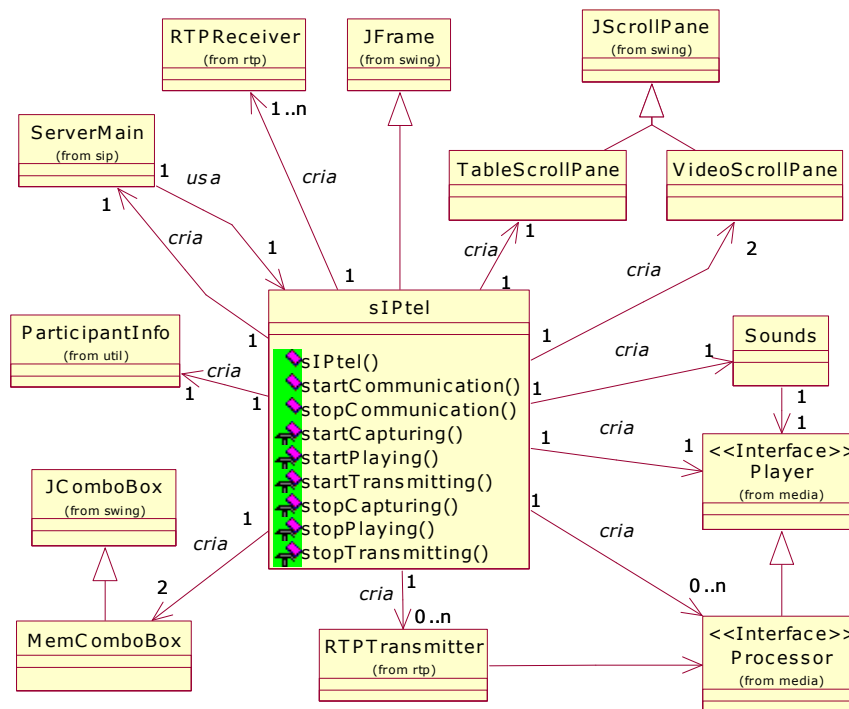 RTPReceiver
(from rtp)
JFrame
(from swing)
JScrollPane
(from swing)
1..n
ServerMain
(from sip)
1
usa
cria
TableScrollPane
VideoScrollPane
1
cria
1
1
cria
2
cria
1
1
1
1
sIPtel
sIPtel()
startCommunication()
stopCommunication()
startCapturing()
startPlaying()
startTransmitting()
stopCapturing()
stopPlaying()
stopTransmitting()
ParticipantInfo
(from util)
cria
1
1
1
cria
1
Sounds
1
1
1
cria
1
<<Interface>>
Player
(from media)
JComboBox
(from swing)
1
cria
2
MemComboBox
1
cria
0..n
cria
1
0..n
RTPTransmitter
(from rtp)
<<Interface>>
Processor
(from media)